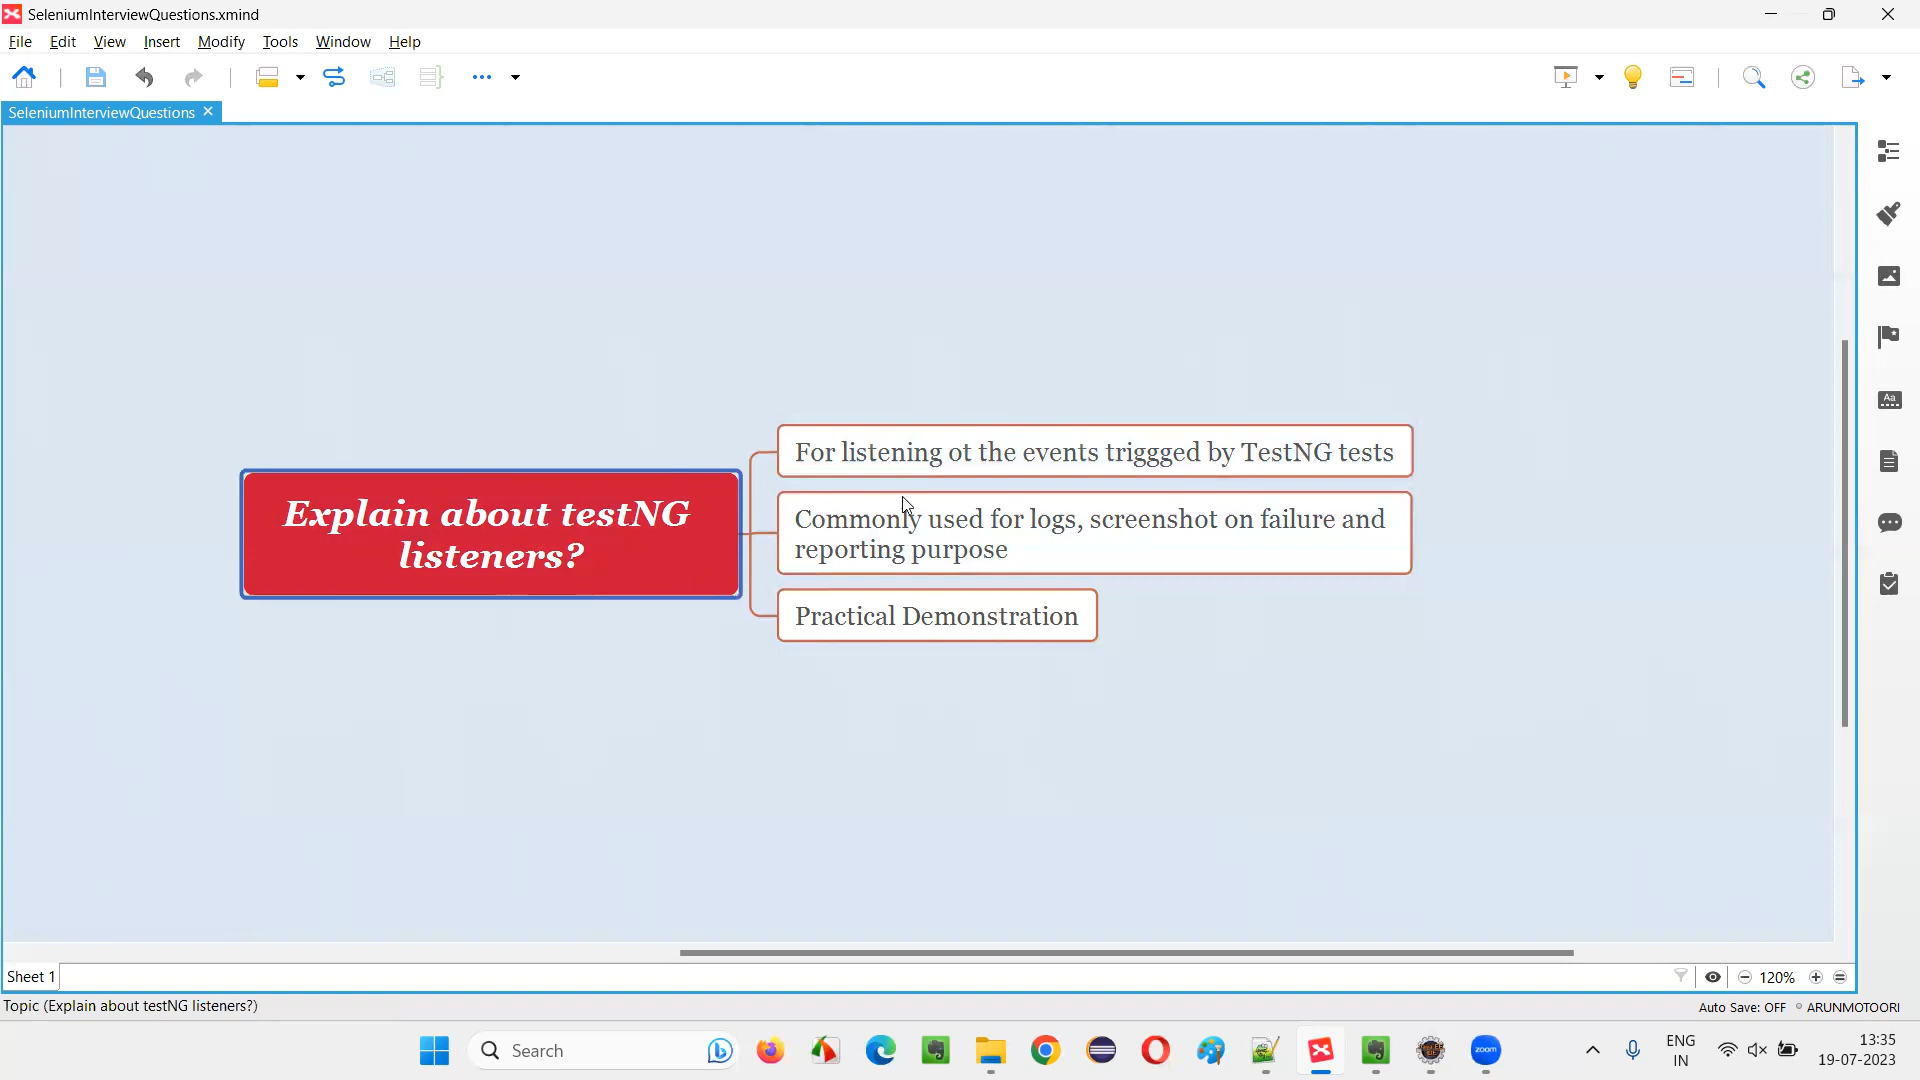 SeleniumInterviewQuestions.xmind
File Edit View Insert Modify Tools Window Help
SeleniumInterviewQuestions
Explain about testNG
listeners?
For listening ot the events triggged by TestNG tests
Commonly used for logs, screenshot on failure and
reporting purpose
Practical Demonstration
Aa
Sheet 1
120%
Topic (Explain about testNG listeners?)
Auto Save: OFF
ARUNMOTOORI
Search
zoom
ENG
IN
13:35
19-07-2023